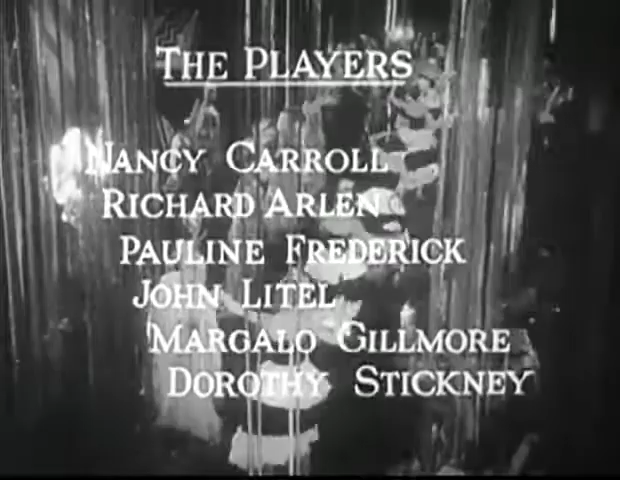 THE PLAYERS
NANCY CARROLL
RICHARD ARLEN
PAULINE FREDERICK
JOHN LITEL
MARGALO GILLMORE
DOROTHY STICKNEY